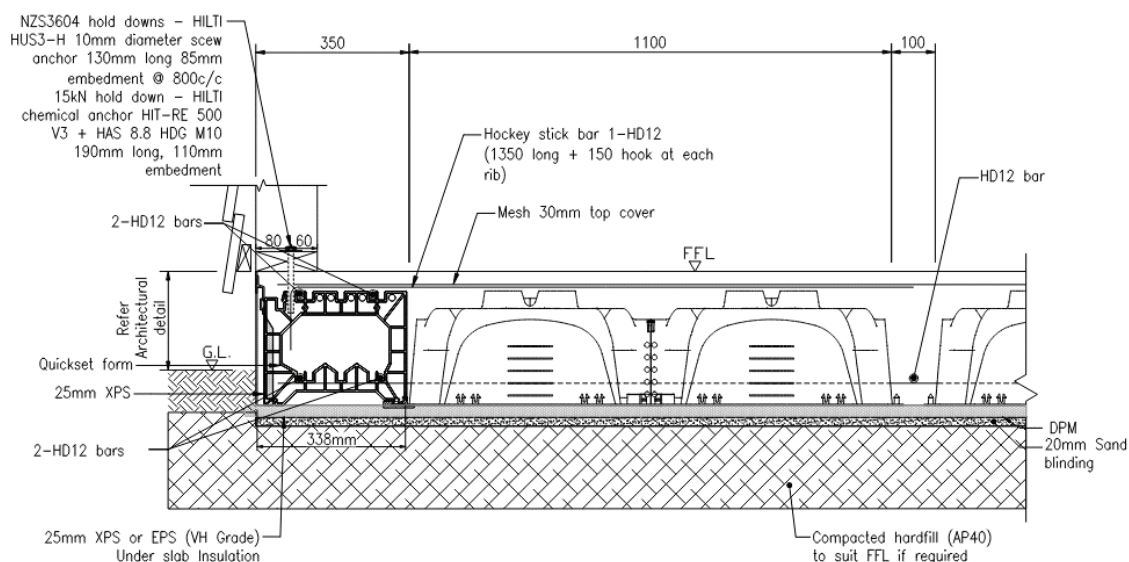 NZS3604 hold downs - HILTI
HUS3-H 10mm diameter scew
anchor 130mm long 85mm
embedment @ 800c/c
15kN hold down - HILTI
chemical anchor HIT-RE 500
V3 + HAS 8.8 HDG M10
190mm long, 110mm
embedment
350
1100
100
Hockey stick bar 1-HD12
(1350 long + 150 hook at each
rib)
HD12 bar
Mesh 30mm top cover
2-HD12 bars
80
60
FFL
Refer
Architectural
detail
G.L.
Quickset form
25mm XPS
338mm
2-HD12 bars
DPM
20mm Sand
blinding
25mm XPS or EPS (VH Grade)
Under slab Insulation
Compacted hardfill (AP40)
to suit FFL if required